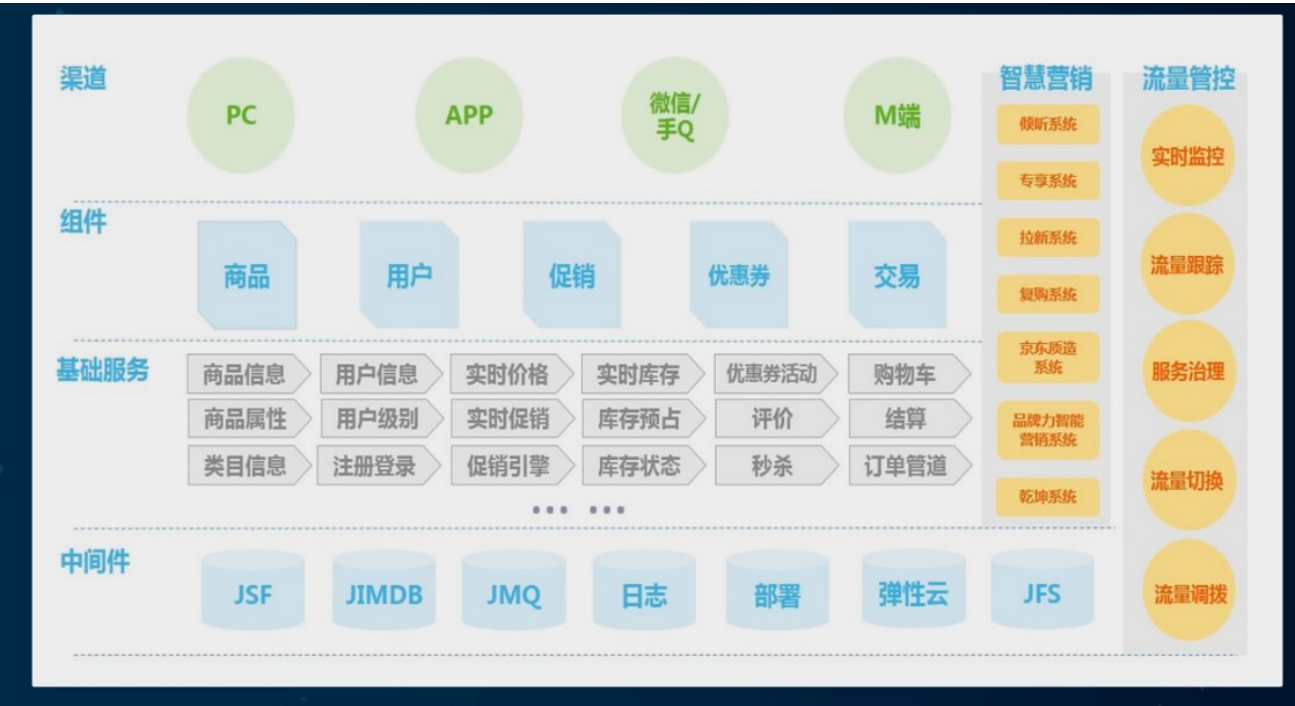 渠道
PC
APP
微信/
手Q
M端
组件
商品
用户
促销
优惠券
交易
基础服务
商品信息
用户信息
实时价格
实时库存
优惠券活动
购物车
商品属性
用户级别
实时促销
库存预占
评价
结算
类目信息
注册登录
促销引擎
库存状态
秒杀
订单管道
... ...
中间件
JSF
JIMDB
JMQ
日志
部署
弹性云
JFS
智慧营销
倾听系统
专享系统
拉新系统
复购系统
京东质造
系统
品牌力智能
营销系统
乾坤系统
流量管控
实时监控
流量跟踪
服务治理
流量切换
流量调拨